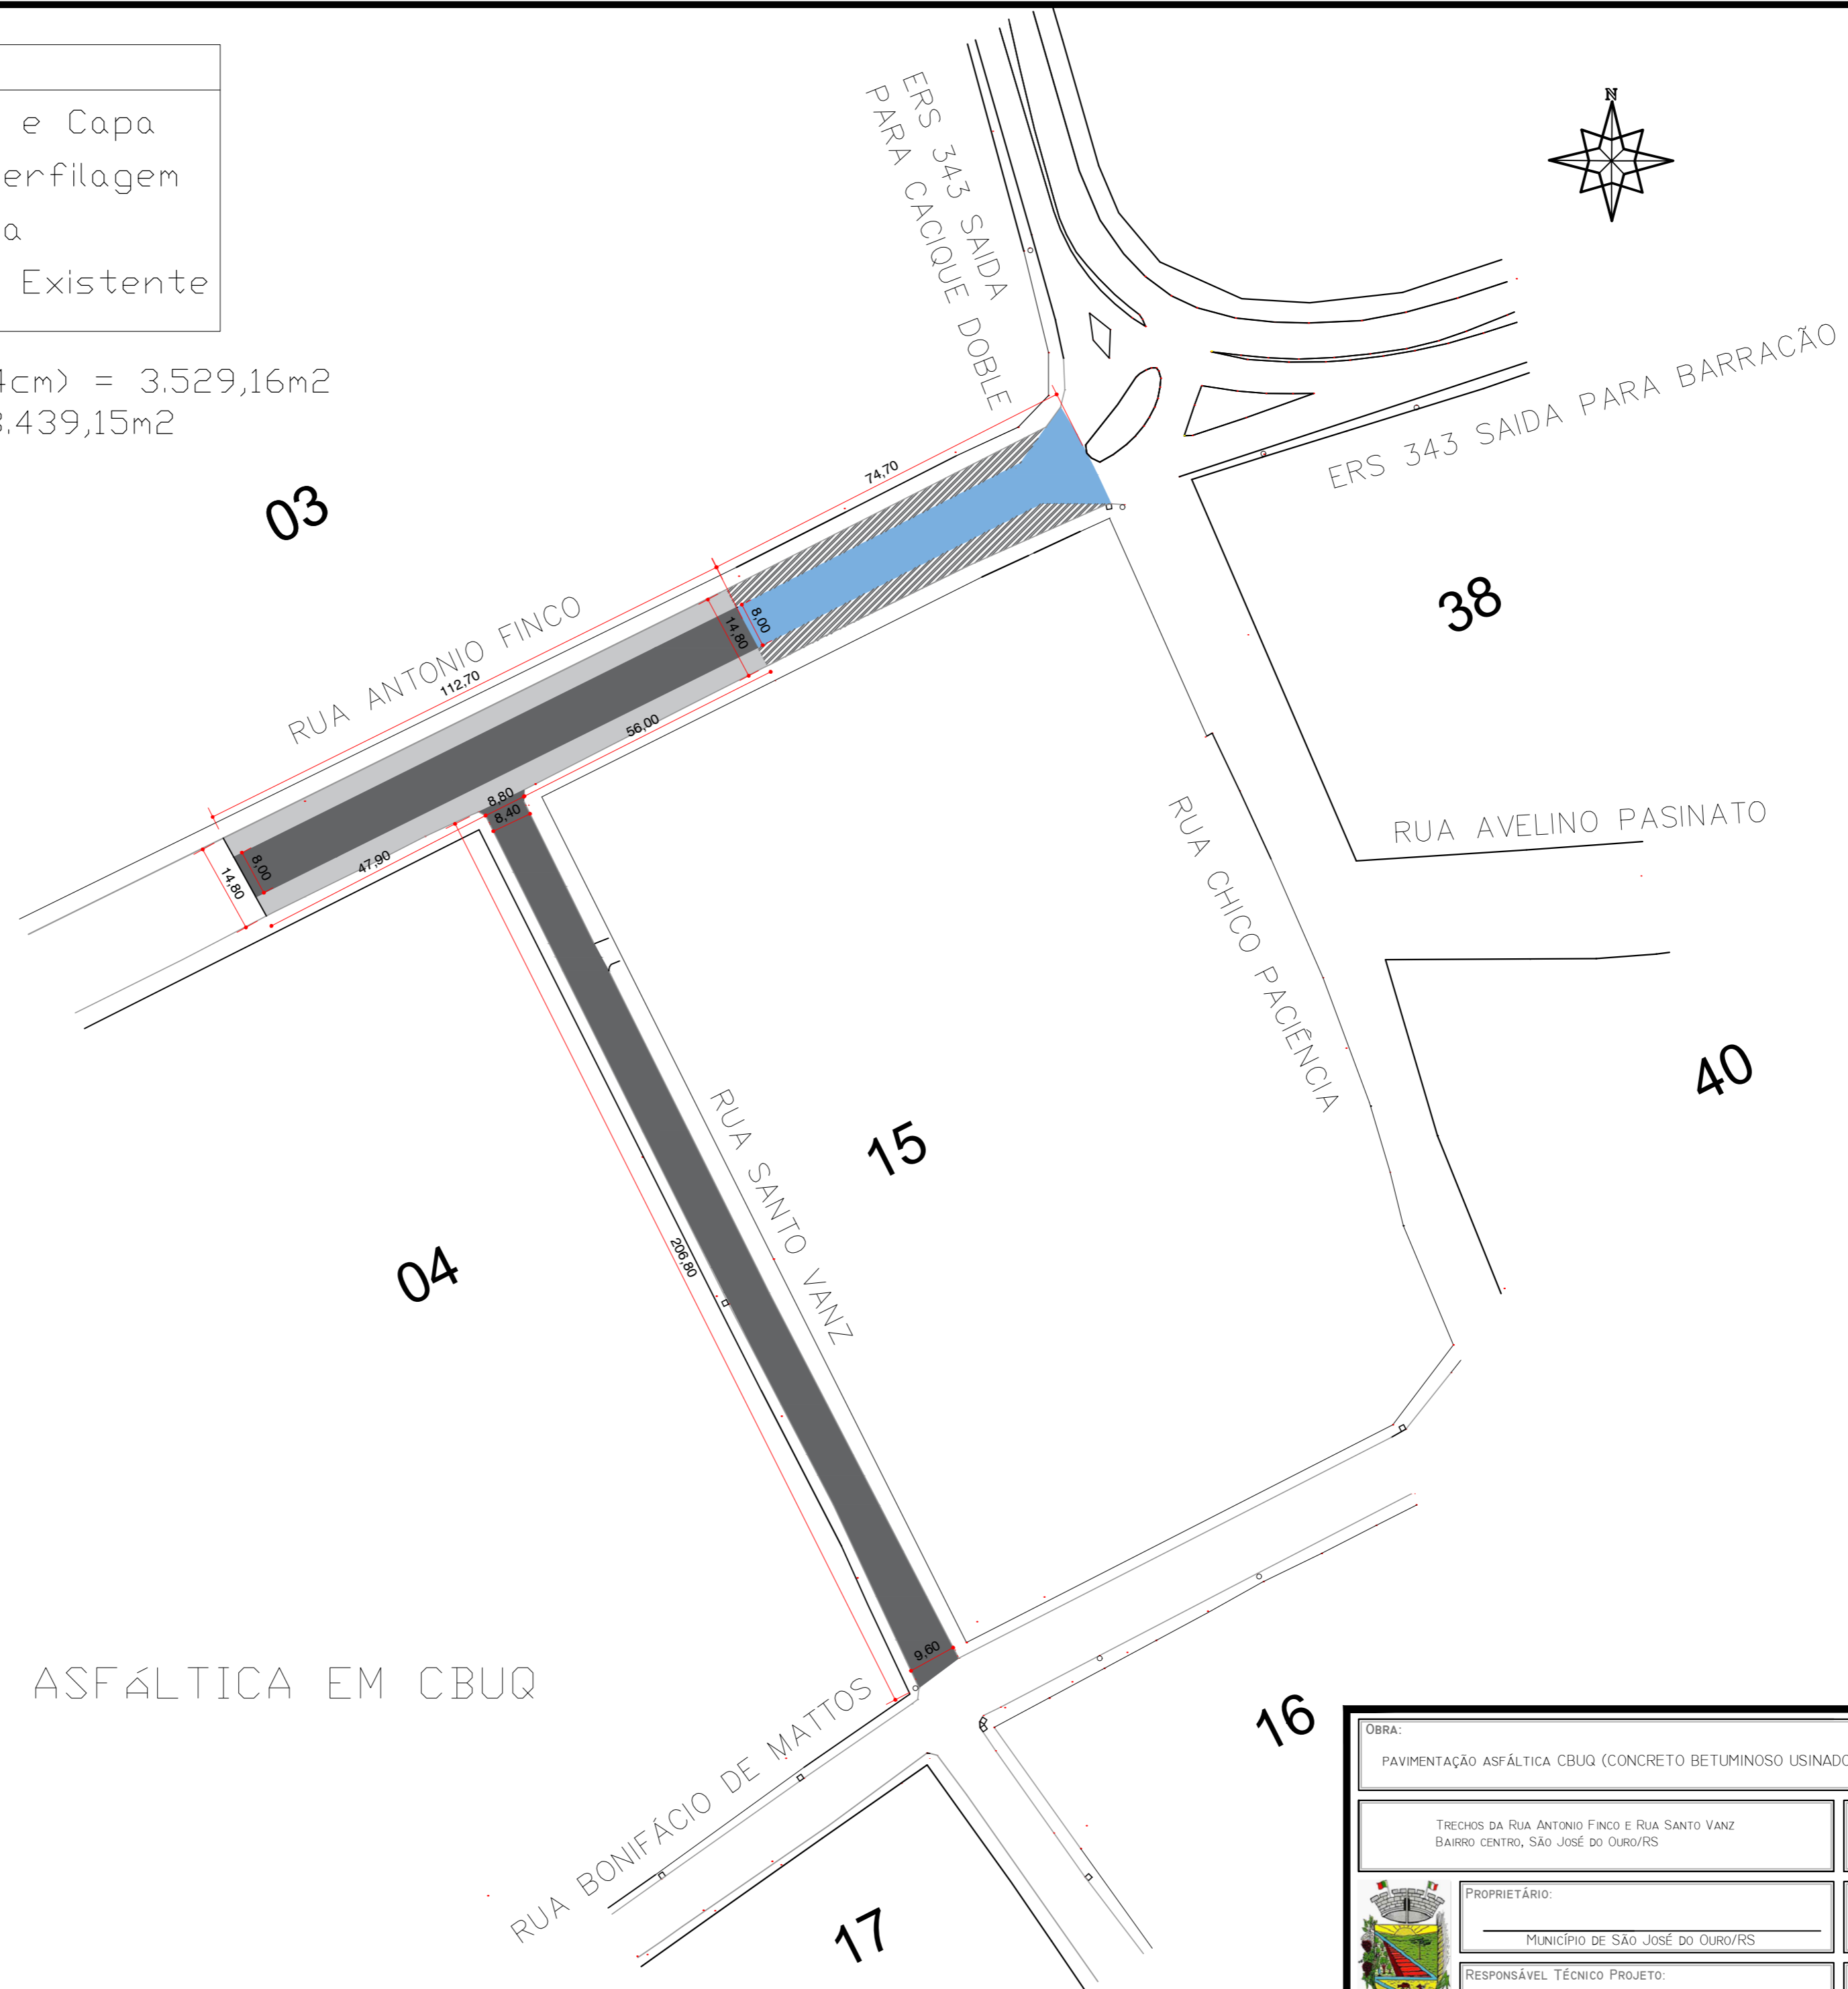 e Capa
erfilagem
a
Existente
4cm) = 3.529,16m2
3.439,15m2
ERS 343 SAIDA
PARA CACIQUE DOBLE
N
ERS 343 SAIDA PARA BARRACÃO
03
74,70
38
RUA ANTONIO FINCO
112,70
8,00
14,80
56,00
8,80
8,40
47,90
8,00
14,80
RUA AVELINO PASINATO
RUA CHICO PACIÊNCIA
40
RUA SANTO VANZ
15
04
206,80
9,60
ASFÁLTICA EM CBUQ
RUA BONIFÁCIO DE MATTOS
16
17
OBRA:
PAVIMENTAÇÃO ASFÁLTICA CBUQ (CONCRETO BETUMINOSO USINADO
TRECHOS DA RUA ANTONIO FINCO E RUA SANTO VANZ
BAIRRO CENTRO, SÃO JOSÉ DO OURO/RS
PROPRIETÁRIO:
MUNICÍPIO DE SÃO JOSÉ DO OURO/RS
RESPONSÁVEL TÉCNICO PROJETO: